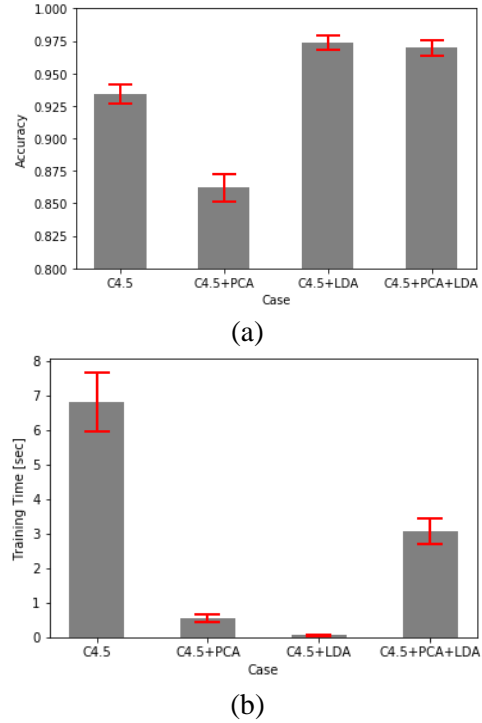 1.000
0.975
0.950
0.925
0.900
0.875
0.850
0.825
0.800
Accuracy
C4.5 C4.5+PCA C4.5+LDA C4.5+PCA+LDA
Case
(a)
8
7
6
5
4
3
2
1
0
Training Time [sec]
C4.5 C4.5+PCA C4.5+LDA C4.5+PCA+LDA
Case
(b)